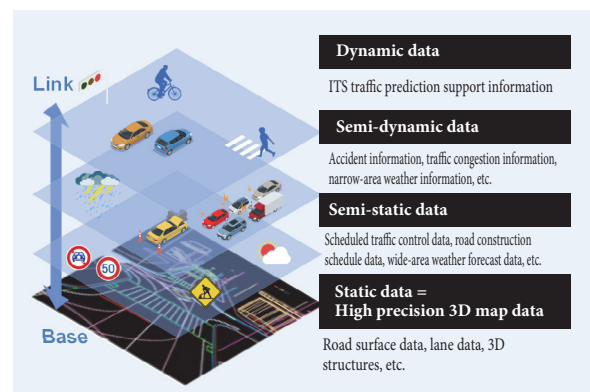 Link
Base
50
Dynamic data
ITS traffic prediction support information
Semi-dynamic data
Accident information, traffic congestion information,
narrow-area weather information, etc.
Semi-static data
Scheduled traffic control data, road construction
schedule data, wide-area weather forecast data, etc.
Static data =
High precision 3D map data
Road surface data, lane data, 3D
structures, etc.